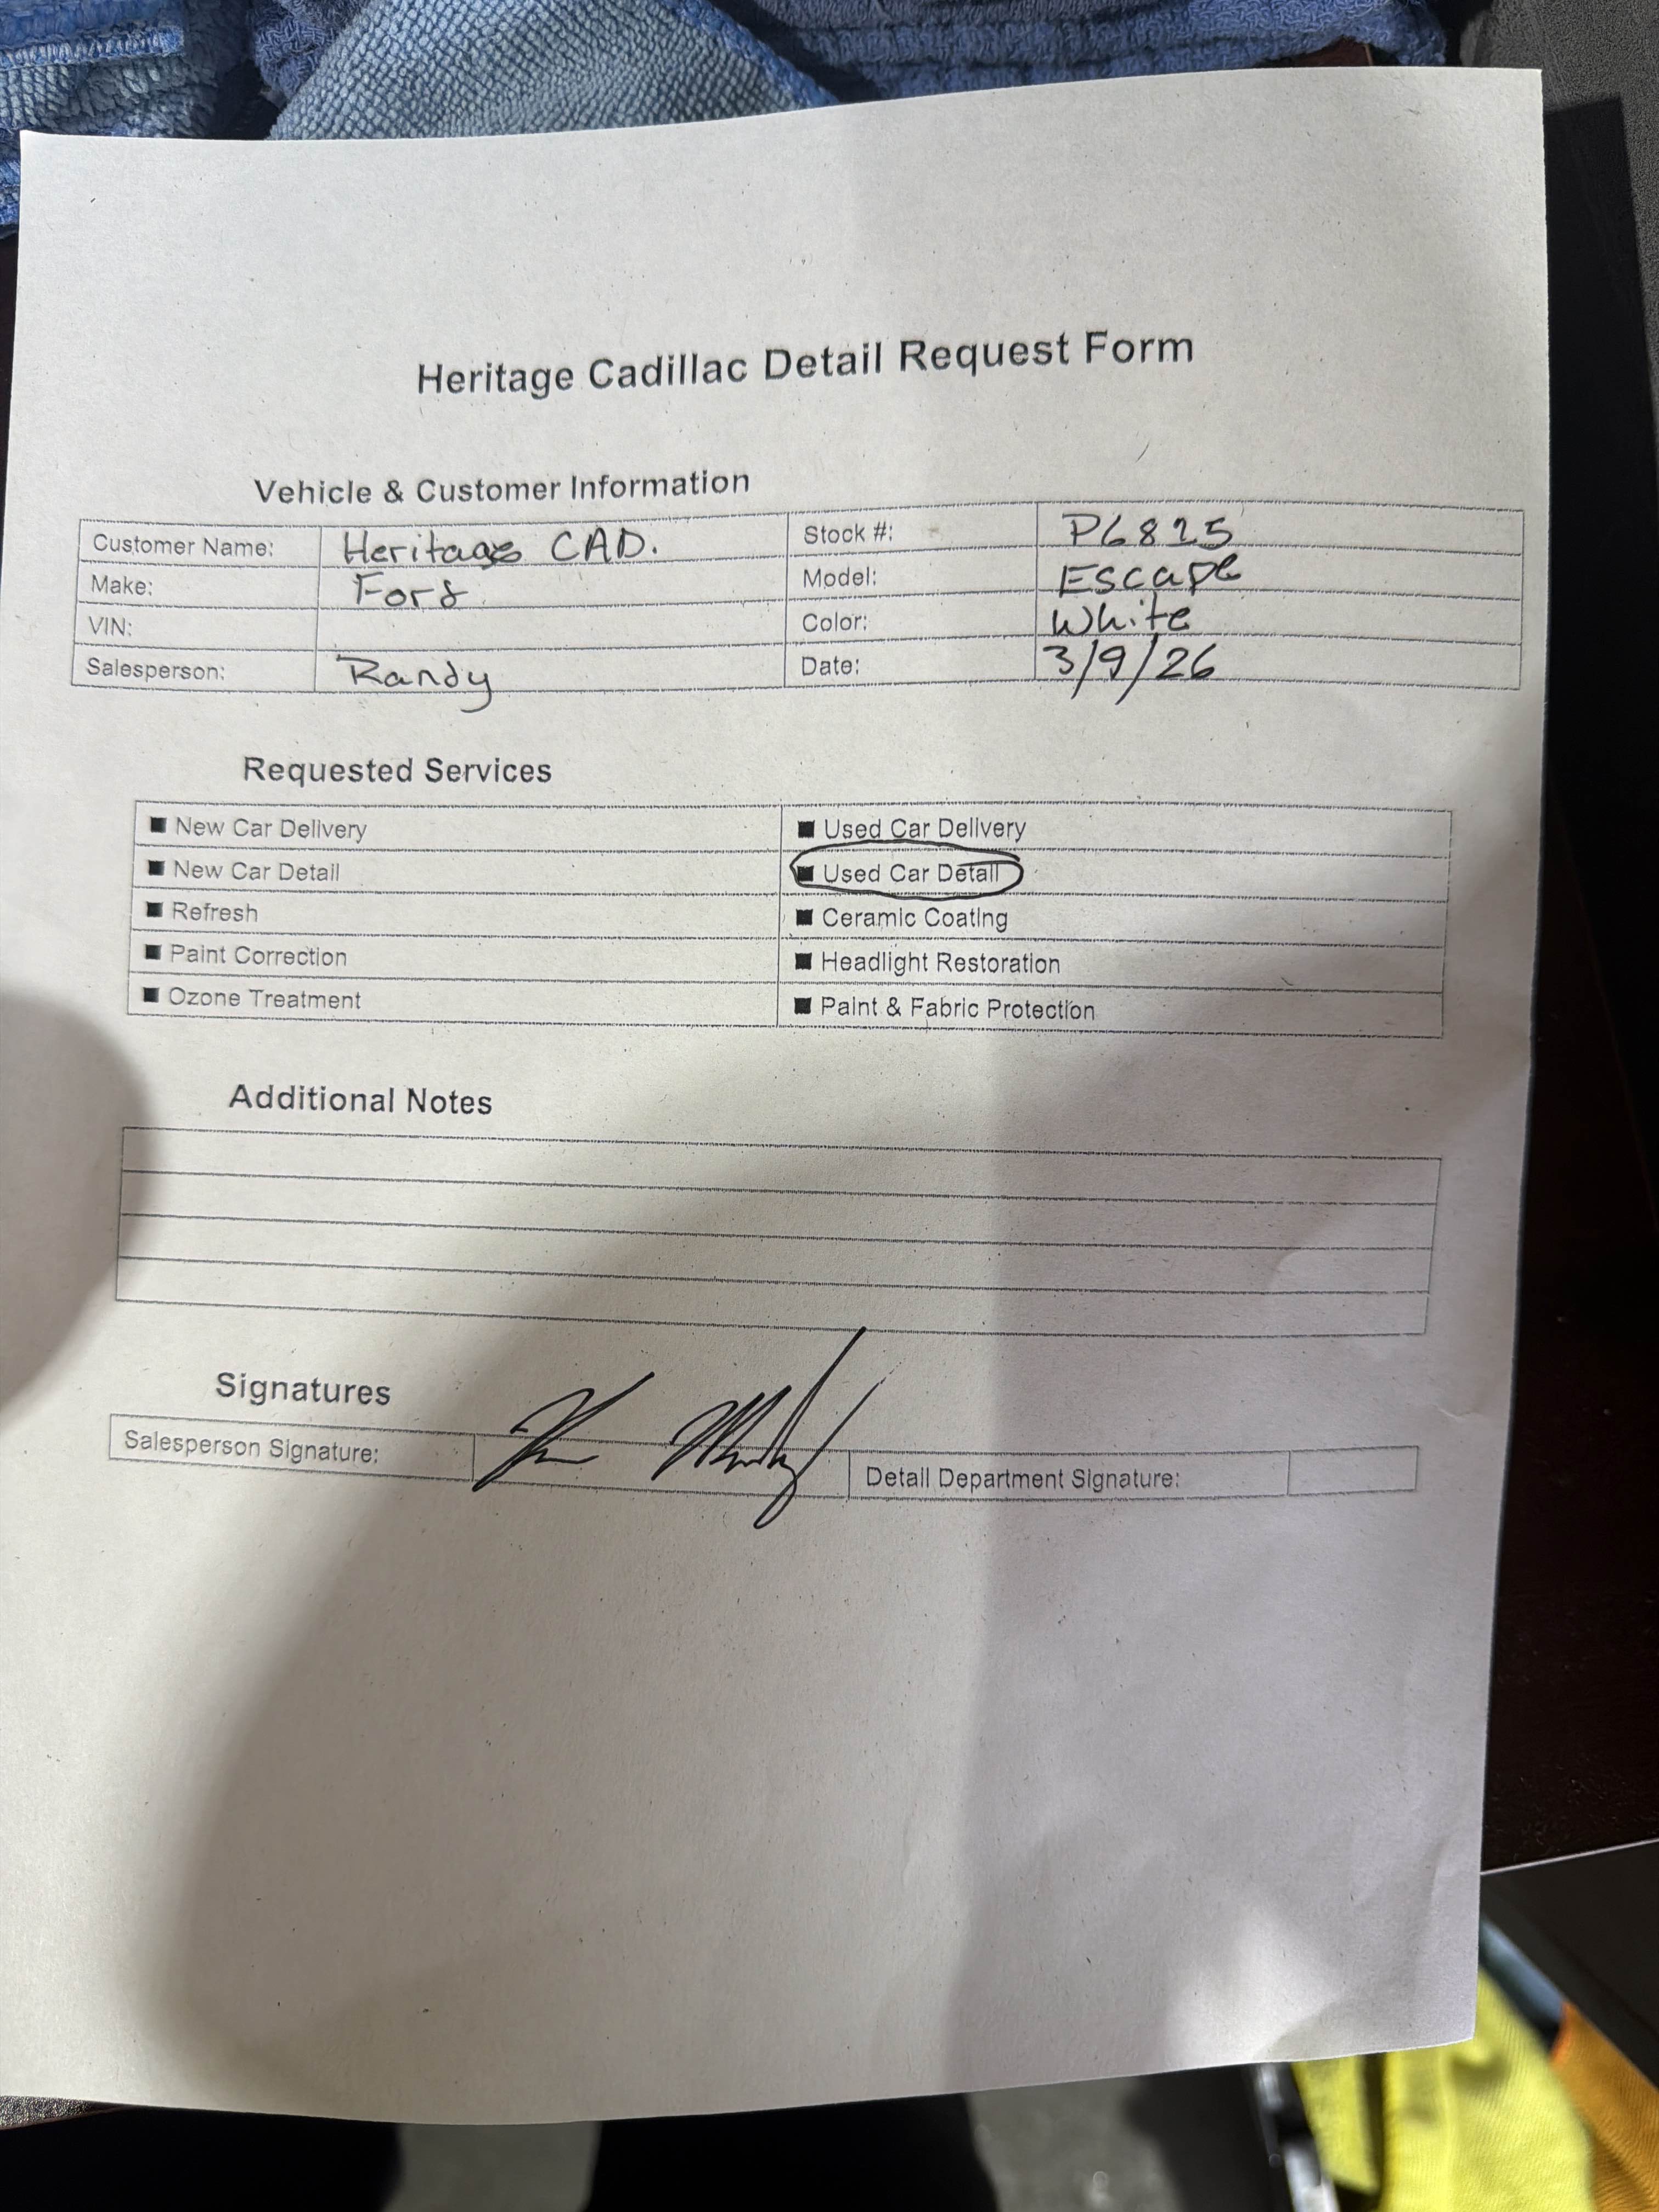 Heritage Cadillac Detail Request Form
Vehicle & Customer Information
Customer Name: Heritage CAD. Stock #: P6825
Make: Ford Model: Escape
VIN: Color: White
Salesperson: Randy Date: 3/9/26
Requested Services
■ New Car Delivery ■ Used Car Delivery
■ New Car Detail ■ Used Car Detail
■ Refresh ■ Ceramic Coating
■ Paint Correction ■ Headlight Restoration
■ Ozone Treatment ■ Paint & Fabric Protection
Additional Notes
Signatures
Salesperson Signature: Detail Department Signature: